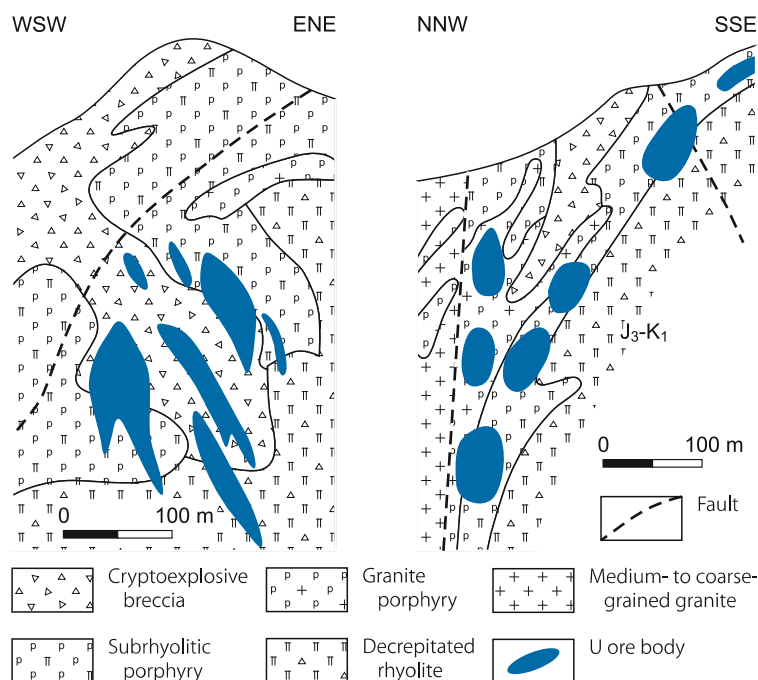 WSW ENE NNW SSE
J₃-K₁
0 100 m
0 100 m
Fault
Cryptoexplosive
breccia
Granite
porphyry
Medium- to coarse-
grained granite
Subrhyolitic
porphyry
Decrepitated
rhyolite
U ore body